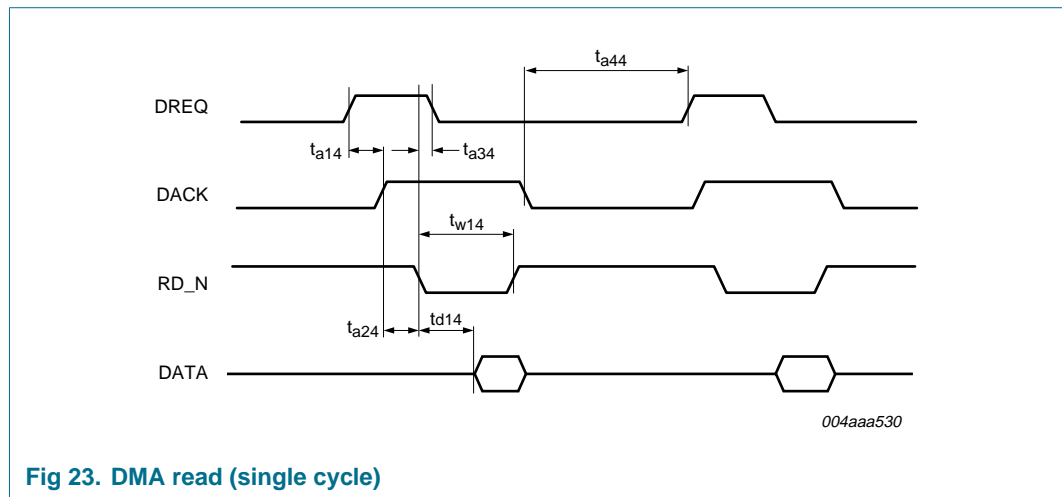 ta44
DREQ
ta14
ta34
DACK
tw14
RD_N
ta24
td14
DATA
004aaa530
Fig 23. DMA read (single cycle)